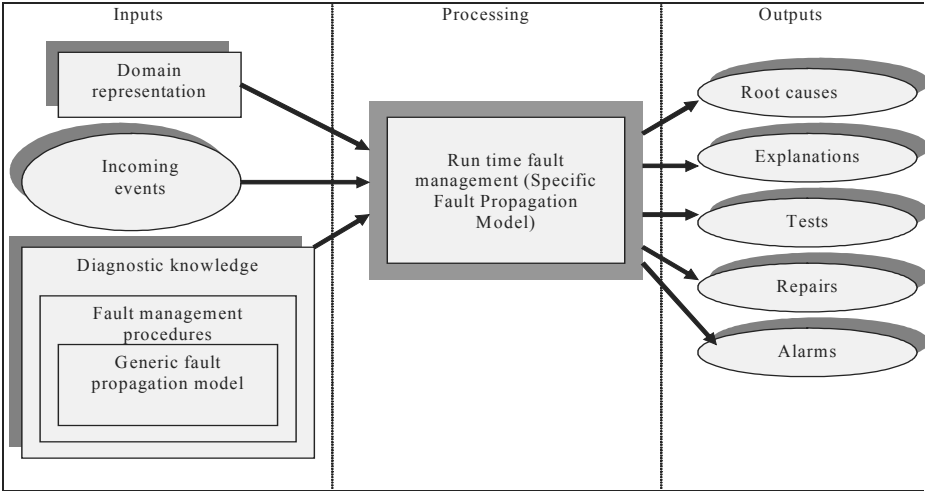 Inputs
Processing
Outputs
Domain
representation
Incoming
events
Diagnostic knowledge
Fault management
procedures
Generic fault
propagation model
Run time fault
management (Specific
Fault Propagation
Model)
Root causes
Explanations
Tests
Repairs
Alarms